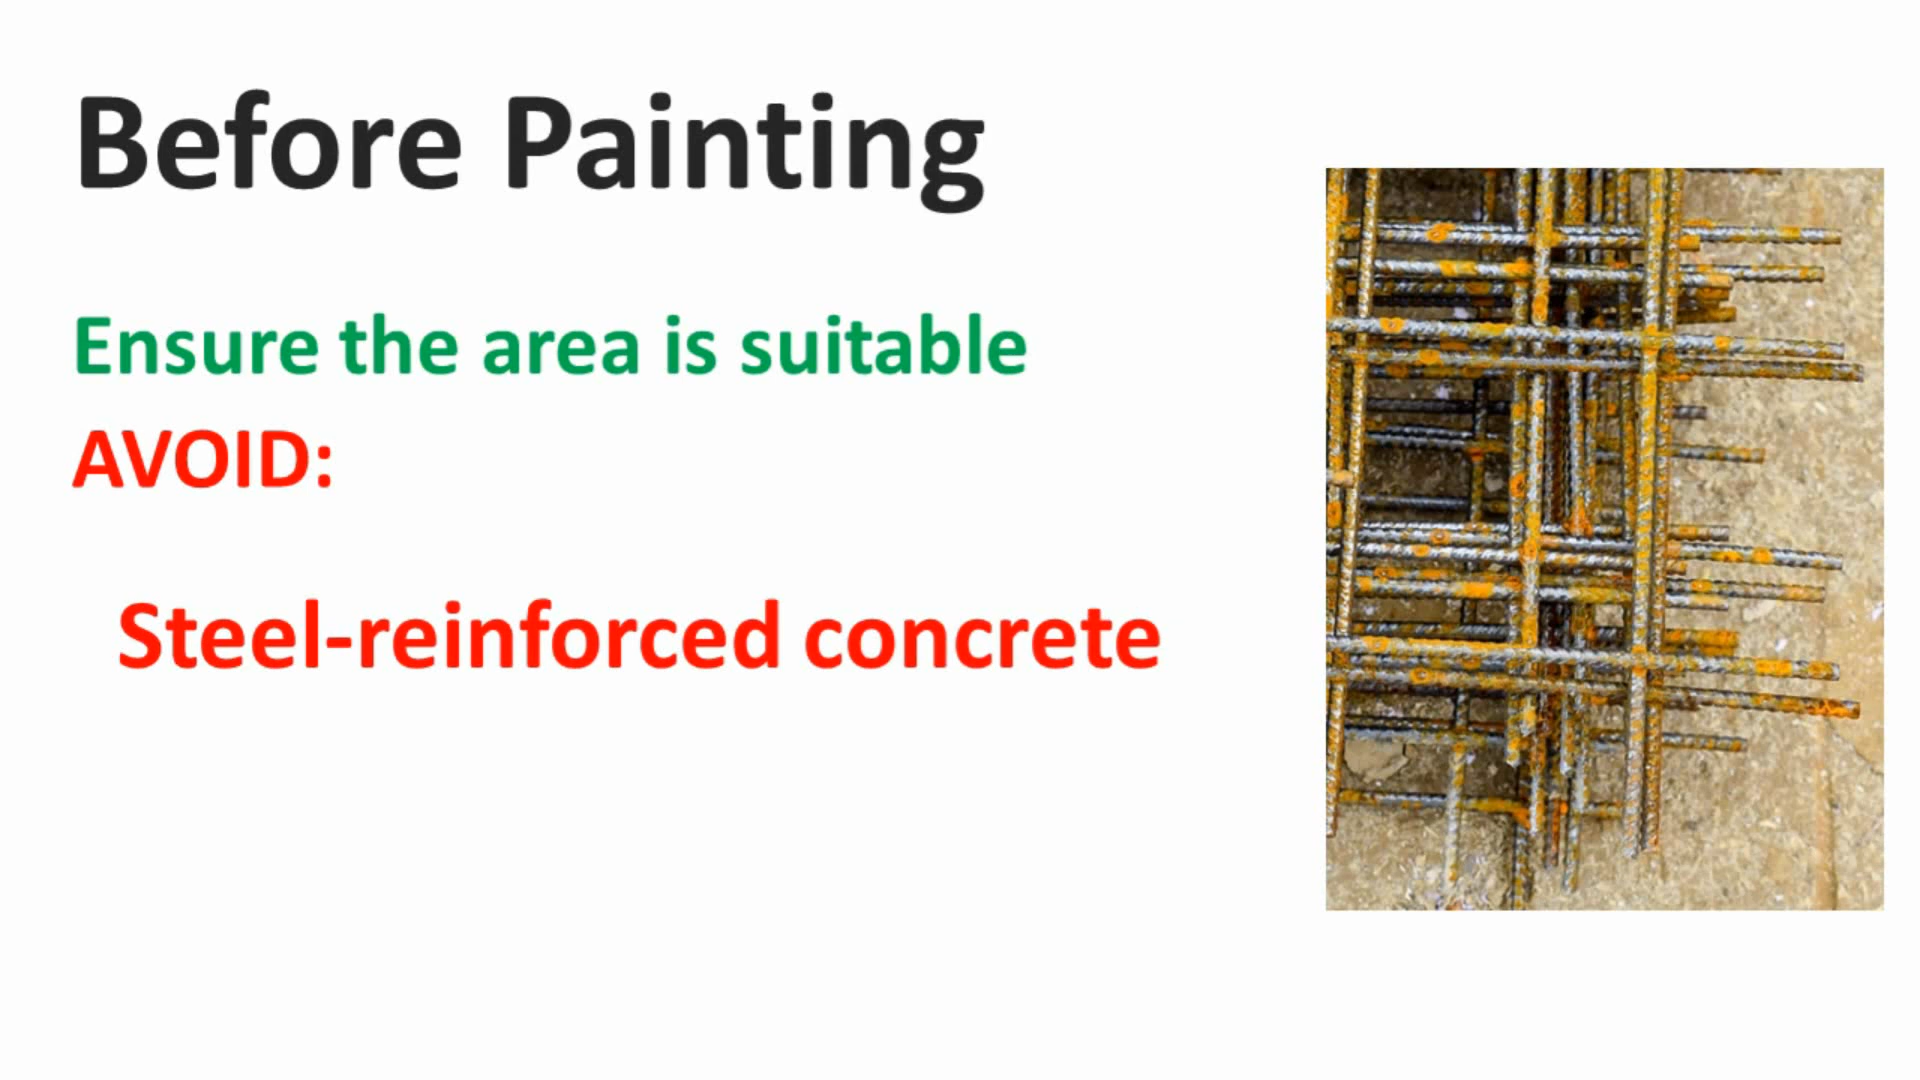 Before Painting
Ensure the area is suitable
AVOID:
Steel-reinforced concrete